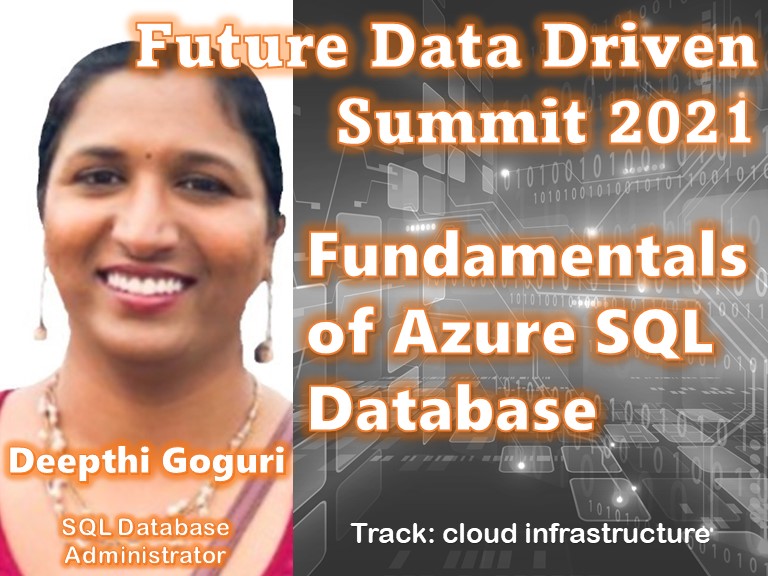 Future Data Driven
Summit 2021
Fundamentals
of Azure SQL
Database
Deepthi Goguri
SQL Database
Administrator
Track: cloud infrastructure